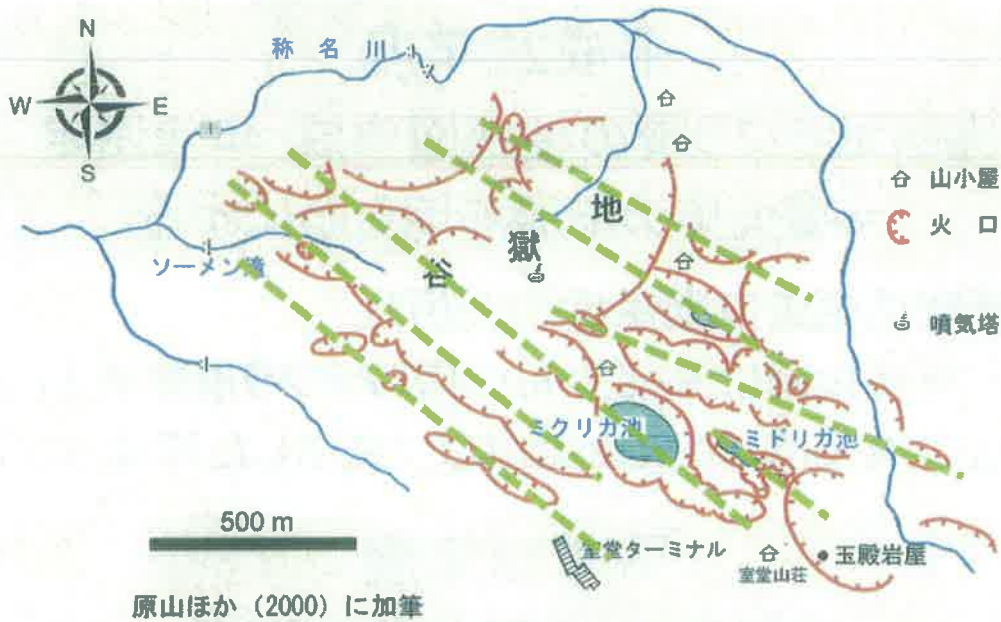 N
W E
S
称名川
山小屋
火口
噴気塔
地
獄
谷
ソーメン滝
ミクリカ池
ミドリカ池
500 m
室堂ターミナル
室堂山荘
玉殿岩屋
原山ほか（2000）に加筆